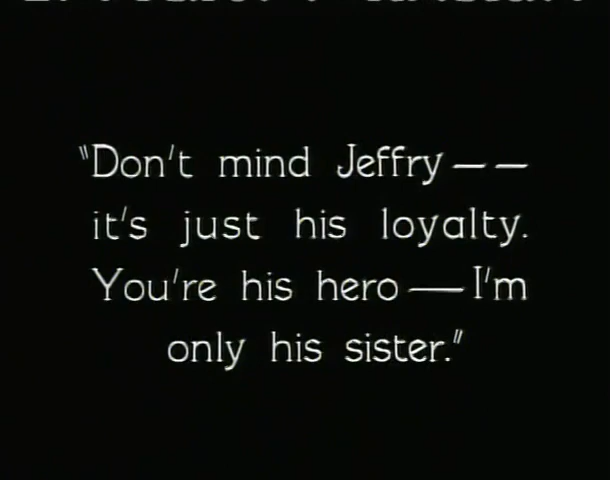 "Don't mind Jeffry — —
it's just his loyalty.
You're his hero — I'm
only his sister."